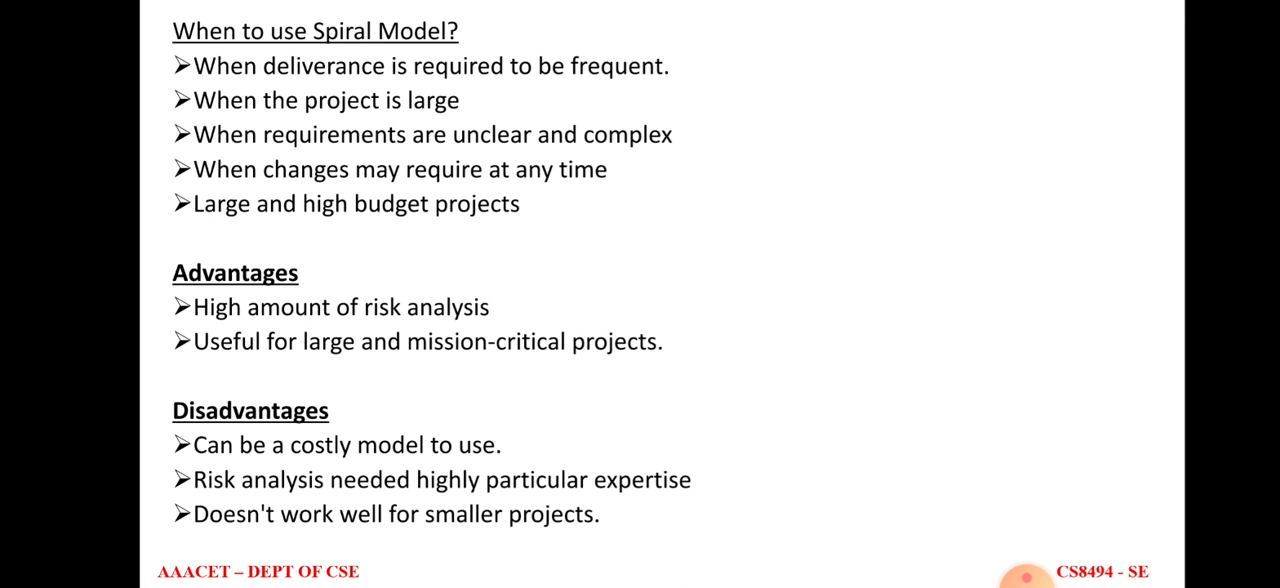 When to use Spiral Model?
➢When deliverance is required to be frequent.
➢When the project is large
➢When requirements are unclear and complex
➢When changes may require at any time
➢Large and high budget projects
Advantages
➢High amount of risk analysis
➢Useful for large and mission-critical projects.
Disadvantages
➢Can be a costly model to use.
➢Risk analysis needed highly particular expertise
➢Doesn't work well for smaller projects.
AAACET – DEPT OF CSE
CS8494 - SE